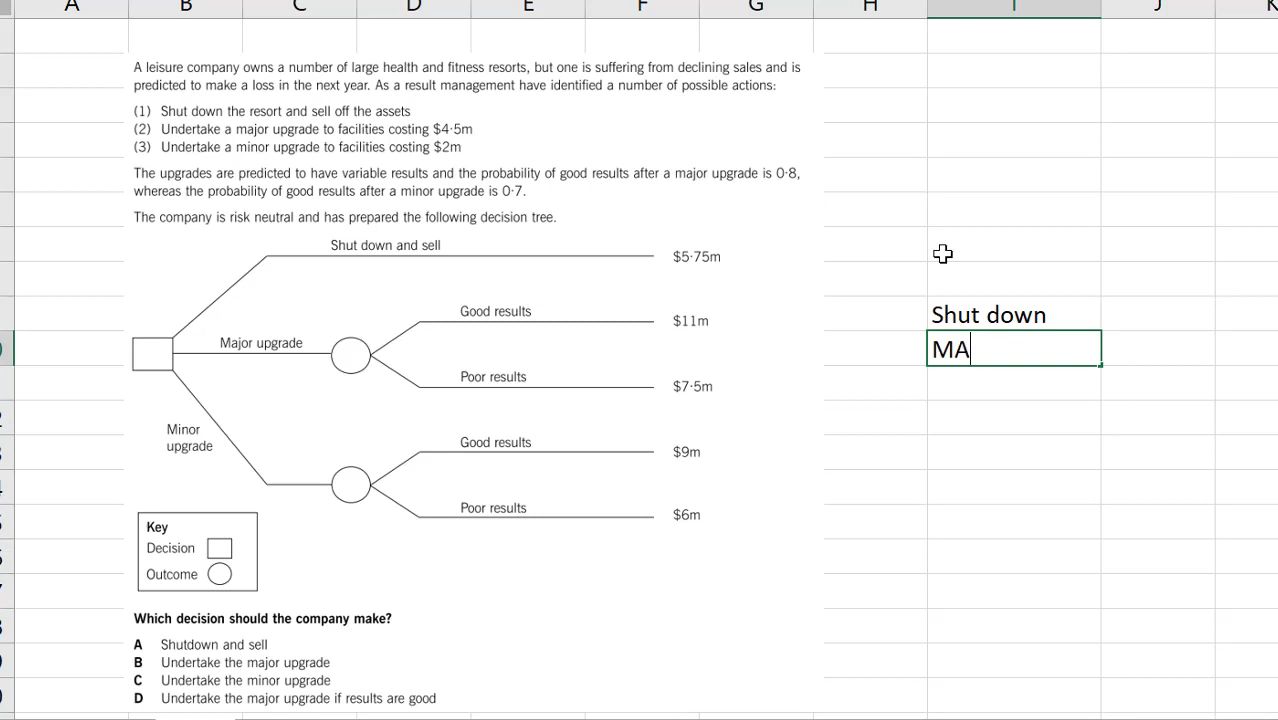 A B C D E F G H I J K
A leisure company owns a number of large health and fitness resorts, but one is suffering from declining sales and is
predicted to make a loss in the next year. As a result management have identified a number of possible actions:
(1) Shut down the resort and sell off the assets
(2) Undertake a major upgrade to facilities costing $4·5m
(3) Undertake a minor upgrade to facilities costing $2m
The upgrades are predicted to have variable results and the probability of good results after a major upgrade is 0·8,
whereas the probability of good results after a minor upgrade is 0·7.
The company is risk neutral and has prepared the following decision tree.
Shut down and sell
$5·75m
Good results
$11m
Major upgrade
Poor results
$7·5m
Minor
upgrade
Good results
$9m
Poor results
$6m
Key
Decision
Outcome
Which decision should the company make?
A Shutdown and sell
B Undertake the major upgrade
C Undertake the minor upgrade
D Undertake the major upgrade if results are good
Shut down
MA